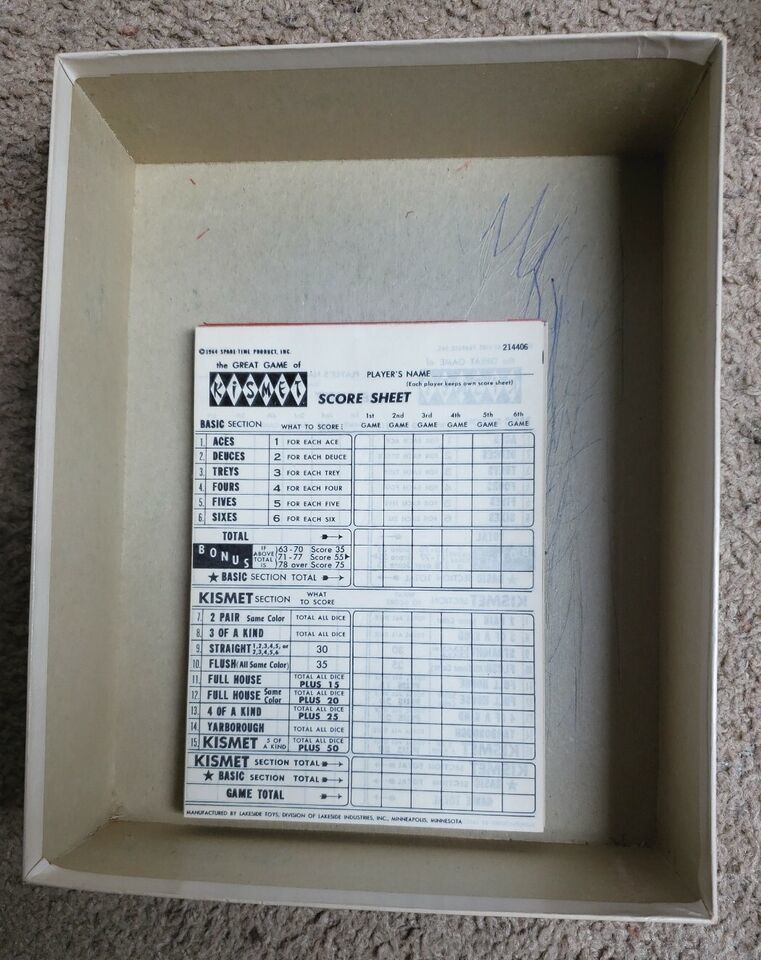 ©1964 SPARE-TIME PRODUCT, INC. 214406
the GREAT GAME of
KISMET SCORE SHEET
PLAYER'S NAME
(Each player keeps own score sheet)
BASIC SECTION WHAT TO SCORE: 1st GAME 2nd GAME 3rd GAME 4th GAME 5th GAME 6th GAME
1. ACES 1 FOR EACH ACE
2. DEUCES 2 FOR EACH DEUCE
3. TREYS 3 FOR EACH TREY
4. FOURS 4 FOR EACH FOUR
5. FIVES 5 FOR EACH FIVE
6. SIXES 6 FOR EACH SIX
TOTAL
BONUS IF ABOVE TOTAL IS
63-70 Score 35
71-77 Score 55
78 over Score 75
★ BASIC SECTION TOTAL
KISMET SECTION WHAT TO SCORE
7. 2 PAIR Same Color TOTAL ALL DICE
8. 3 OF A KIND TOTAL ALL DICE
9. STRAIGHT 1,2,3,4,5, or 2,3,4,5,6 30
10. FLUSH (All Same Color) 35
11. FULL HOUSE TOTAL ALL DICE PLUS 15
12. FULL HOUSE Same Color TOTAL ALL DICE PLUS 20
13. 4 OF A KIND TOTAL ALL DICE PLUS 25
14. YARBOROUGH TOTAL ALL DICE
15. KISMET 5 OF A KIND TOTAL ALL DICE PLUS 50
KISMET SECTION TOTAL
★ BASIC SECTION TOTAL
GAME TOTAL
MANUFACTURED BY LAKESIDE TOYS, DIVISION OF LAKESIDE INDUSTRIES, INC., MINNEAPOLIS, MINNESOTA